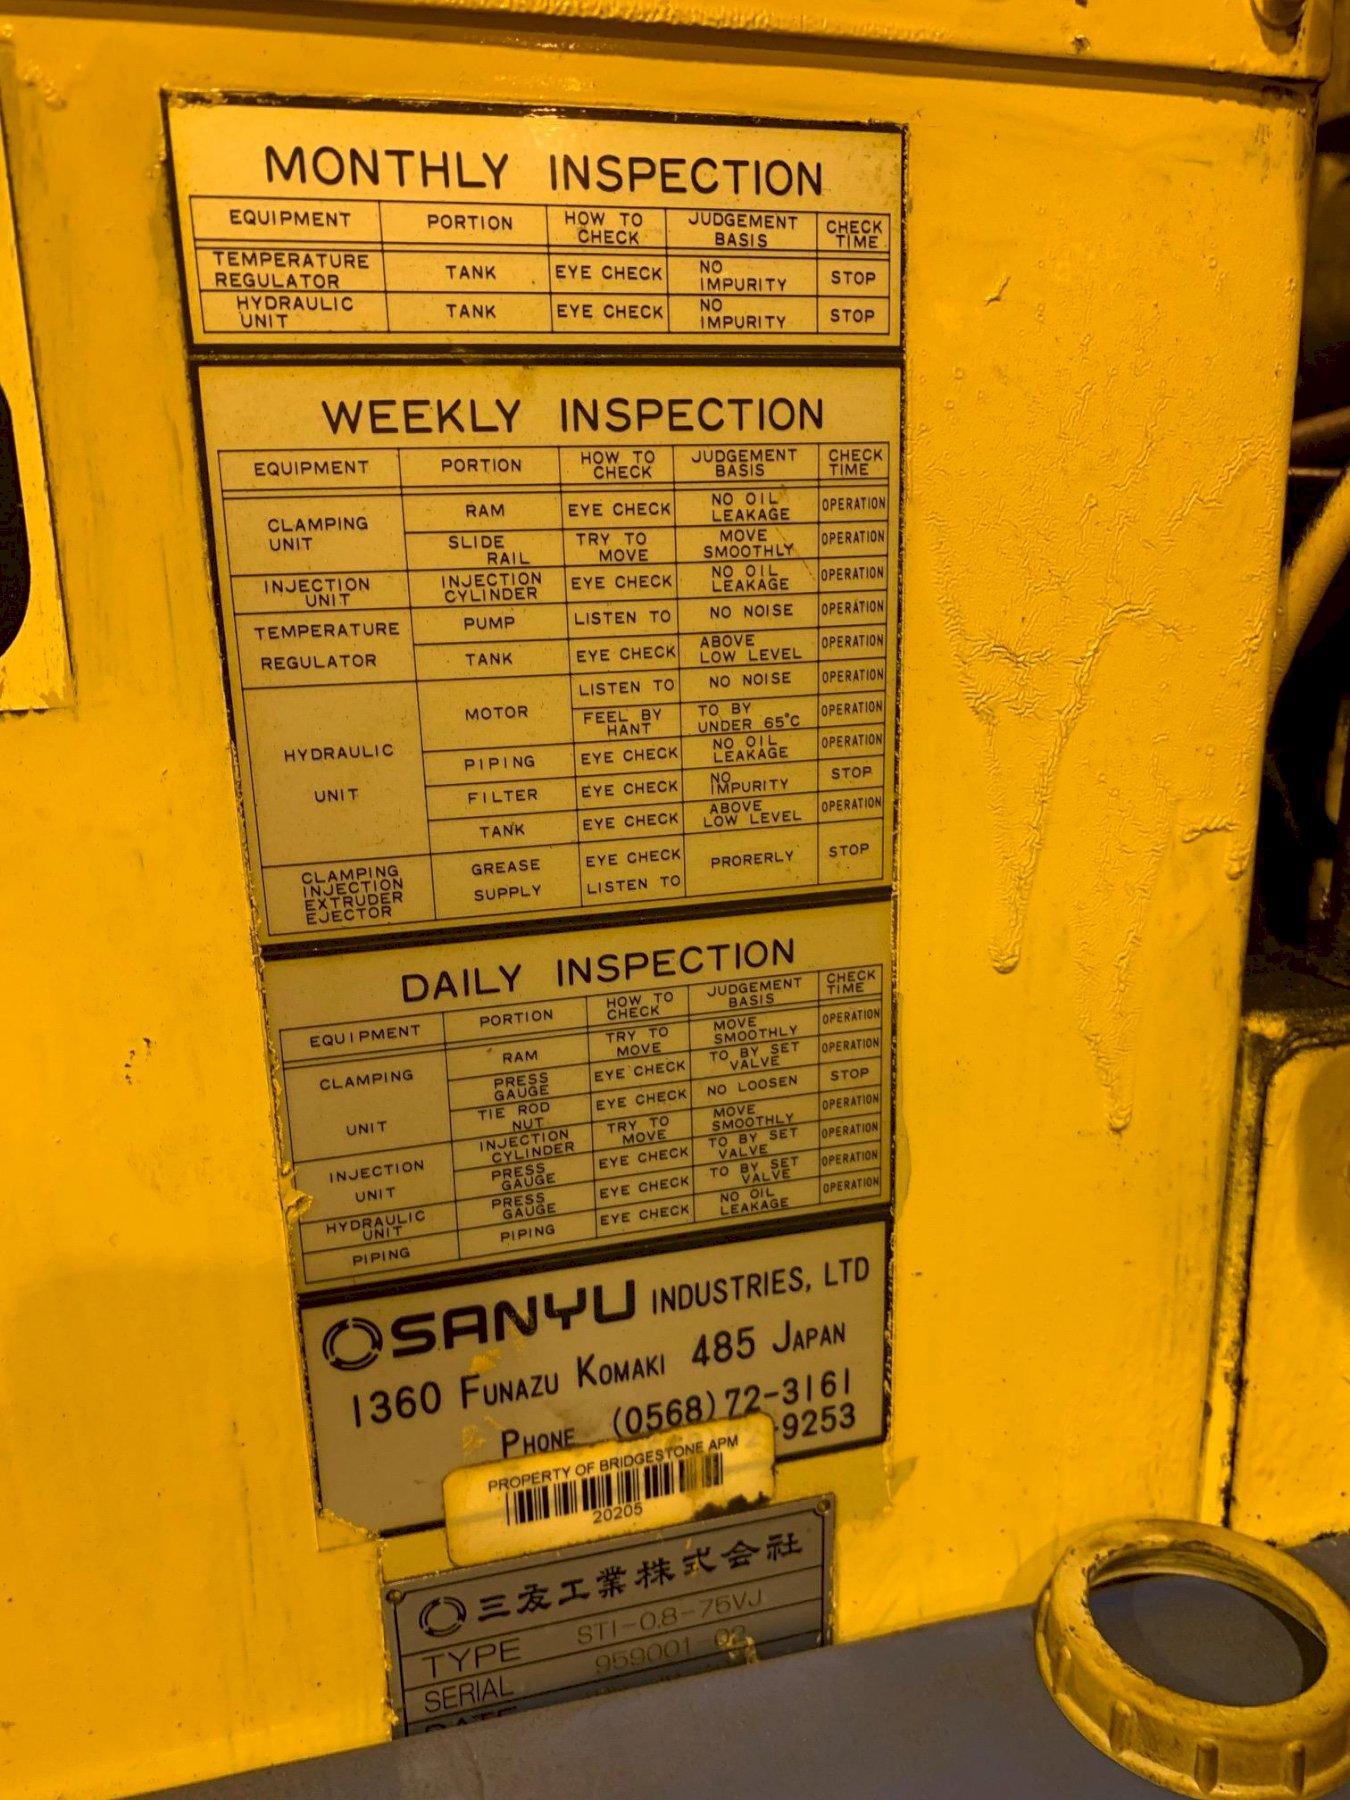 MONTHLY INSPECTION
EQUIPMENT PORTION HOW TO CHECK JUDGEMENT BASIS CHECK TIME
TEMPERATURE REGULATOR TANK EYE CHECK NO IMPURITY STOP
HYDRAULIC UNIT TANK EYE CHECK NO IMPURITY STOP
WEEKLY INSPECTION
EQUIPMENT PORTION HOW TO CHECK JUDGEMENT BASIS CHECK TIME
CLAMPING UNIT RAM EYE CHECK NO OIL LEAKAGE OPERATION
SLIDE RAIL TRY TO MOVE MOVE SMOOTHLY OPERATION
INJECTION UNIT INJECTION CYLINDER EYE CHECK NO OIL LEAKAGE OPERATION
TEMPERATURE REGULATOR PUMP LISTEN TO NO NOISE OPERATION
TANK EYE CHECK ABOVE LOW LEVEL OPERATION
HYDRAULIC UNIT MOTOR LISTEN TO NO NOISE OPERATION
FEEL BY HANT TO BY UNDER 65°C OPERATION
PIPING EYE CHECK NO OIL LEAKAGE OPERATION
FILTER EYE CHECK NO IMPURITY STOP
TANK EYE CHECK ABOVE LOW LEVEL OPERATION
CLAMPING INJECTION EXTRUDER EJECTOR GREASE SUPPLY EYE CHECK LISTEN TO PRORERLY STOP
DAILY INSPECTION
EQUIPMENT PORTION HOW TO CHECK JUDGEMENT BASIS CHECK TIME
CLAMPING UNIT RAM TRY TO MOVE MOVE SMOOTHLY OPERATION
PRESS GAUGE EYE CHECK TO BY SET VALVE OPERATION
TIE ROD NUT EYE CHECK NO LOOSEN STOP
INJECTION UNIT INJECTION CYLINDER TRY TO MOVE MOVE SMOOTHLY OPERATION
PRESS GAUGE EYE CHECK TO BY SET VALVE OPERATION
HYDRAULIC UNIT PRESS GAUGE EYE CHECK TO BY SET VALVE OPERATION
PIPING PIPING EYE CHECK NO OIL LEAKAGE OPERATION
SANYU INDUSTRIES, LTD
1360 FUNAZU KOMAKI 485 JAPAN
PHONE (0568)72-3161
-9253
PROPERTY OF BRIDGESTONE APM
20205
三友工業株式会社
TYPE STI-0.8-75VJ
SERIAL 959001-02
DATE